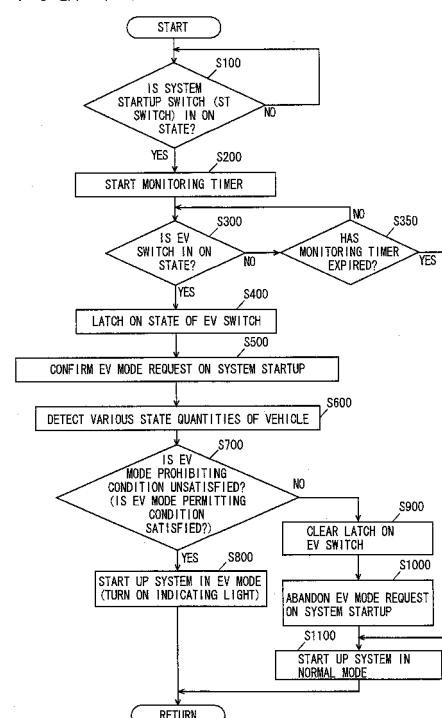 START
S100
IS SYSTEM
STARTUP SWITCH (ST
SWITCH) IN ON
STATE?
NO
YES
S200
START MONITORING TIMER
S300
IS EV
SWITCH IN ON
STATE?
NO
YES
NO
S350
HAS
MONITORING TIMER
EXPIRED?
YES
S400
LATCH ON STATE OF EV SWITCH
S500
CONFIRM EV MODE REQUEST ON SYSTEM STARTUP
S600
DETECT VARIOUS STATE QUANTITIES OF VEHICLE
S700
IS EV
MODE PROHIBITING
CONDITION UNSATISFIED?
(IS EV MODE PERMITTING
CONDITION
SATISFIED?)
NO
YES
S800
START UP SYSTEM IN EV MODE
(TURN ON INDICATING LIGHT)
S900
CLEAR LATCH ON
EV SWITCH
S1000
ABANDON EV MODE REQUEST
ON SYSTEM STARTUP
S1100
START UP SYSTEM IN
NORMAL MODE
RETURN